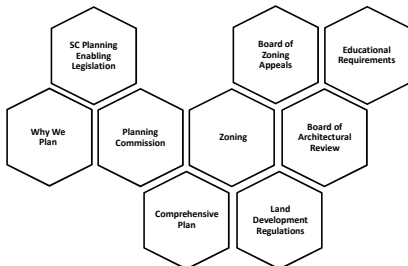 SC Planning
Enabling
Legislation
Board of
Zoning
Appeals
Educational
Requirements
Why We
Plan
Planning
Commission
Zoning
Board of
Architectural
Review
Comprehensive
Plan
Land
Development
Regulations